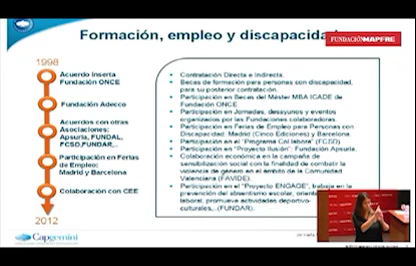 Formación, empleo y discapacidad
FUNDACIÓN MAPFRE
1998
Acuerdo Inserta
Fundación ONCE
Fundación Adecco
Acuerdos con otras
Asociaciones:
Apsuria, FUNDAL,
FCSD,FUNDAR,..
Participación en Ferias
de Empleo:
Madrid y Barcelona
Colaboración con CEE
2012
Contratación Directa e Indirecta.
Becas de formación para personas con discapacidad,
para su posterior contratación.
Participación en Becas del Máster MBA ICADE de
Fundación ONCE
Participación en Jornadas, desayunos y eventos
organizados por las Fundaciones colaboradoras.
Participación en Ferias de Empleo para Personas con
Discapacidad: Madrid (Cinco Ediciones) y Barcelona
Participación en el "Programa Col·labora" (FCSD)
Participación en "Proyecto Ilusión": Fundación Apsuria.
Colaboración económica en la campaña de
sensibilización social con la finalidad de combatir la
violencia de género en el ámbito de la Comunidad
Valenciana (FAVIDE).
Participación en el "Proyecto ENGAGE", trabaja en la
prevención del absentismo escolar,
laboral, promueve actividades deportivo-
culturales,..(FUNDAR).
Capgemini